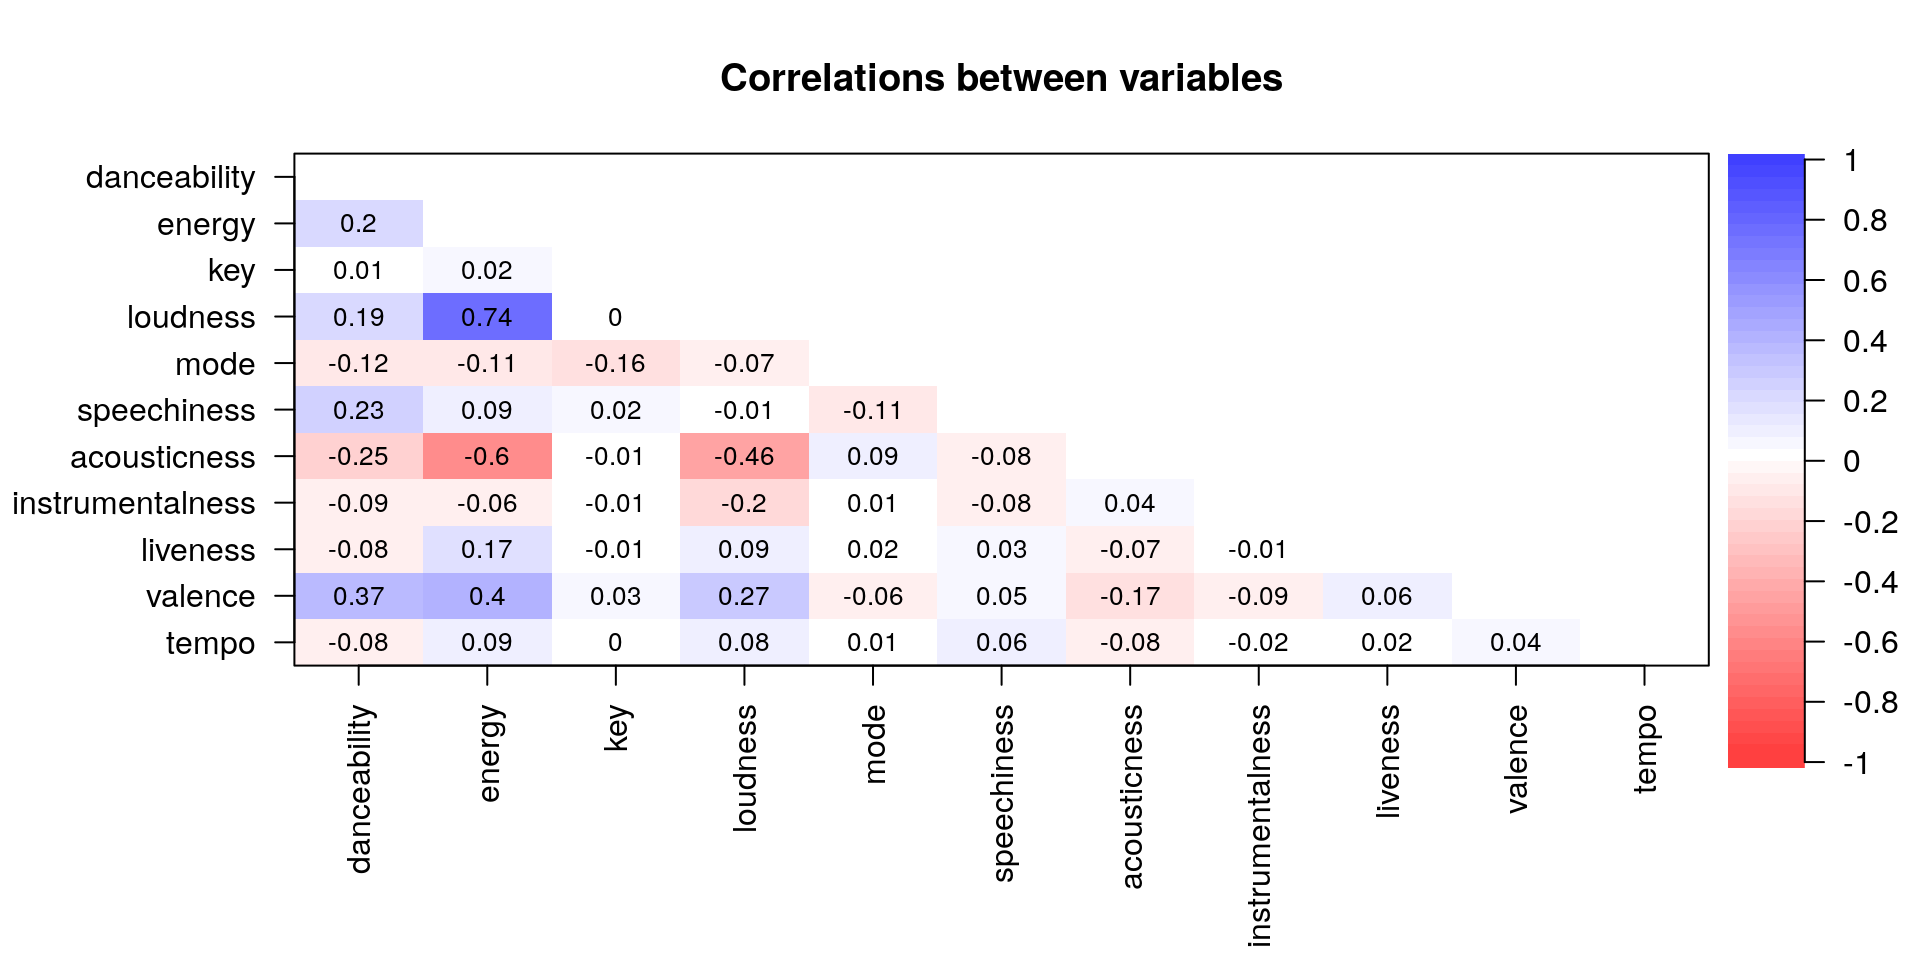 Correlations between variables
danceability
energy 0.2
key 0.01 0.02
loudness 0.19 0.74 0
mode -0.12 -0.11 -0.16 -0.07
speechiness 0.23 0.09 0.02 -0.01 -0.11
acousticness -0.25 -0.6 -0.01 -0.46 0.09 -0.08
instrumentalness -0.09 -0.06 -0.01 -0.2 0.01 -0.08 0.04
liveness -0.08 0.17 -0.01 0.09 0.02 0.03 -0.07 -0.01
valence 0.37 0.4 0.03 0.27 -0.06 0.05 -0.17 -0.09 0.06
tempo -0.08 0.09 0 0.08 0.01 0.06 -0.08 -0.02 0.02 0.04
danceability
energy
key
loudness
mode
speechiness
acousticness
instrumentalness
liveness
valence
tempo
1
0.8
0.6
0.4
0.2
0
-0.2
-0.4
-0.6
-0.8
-1